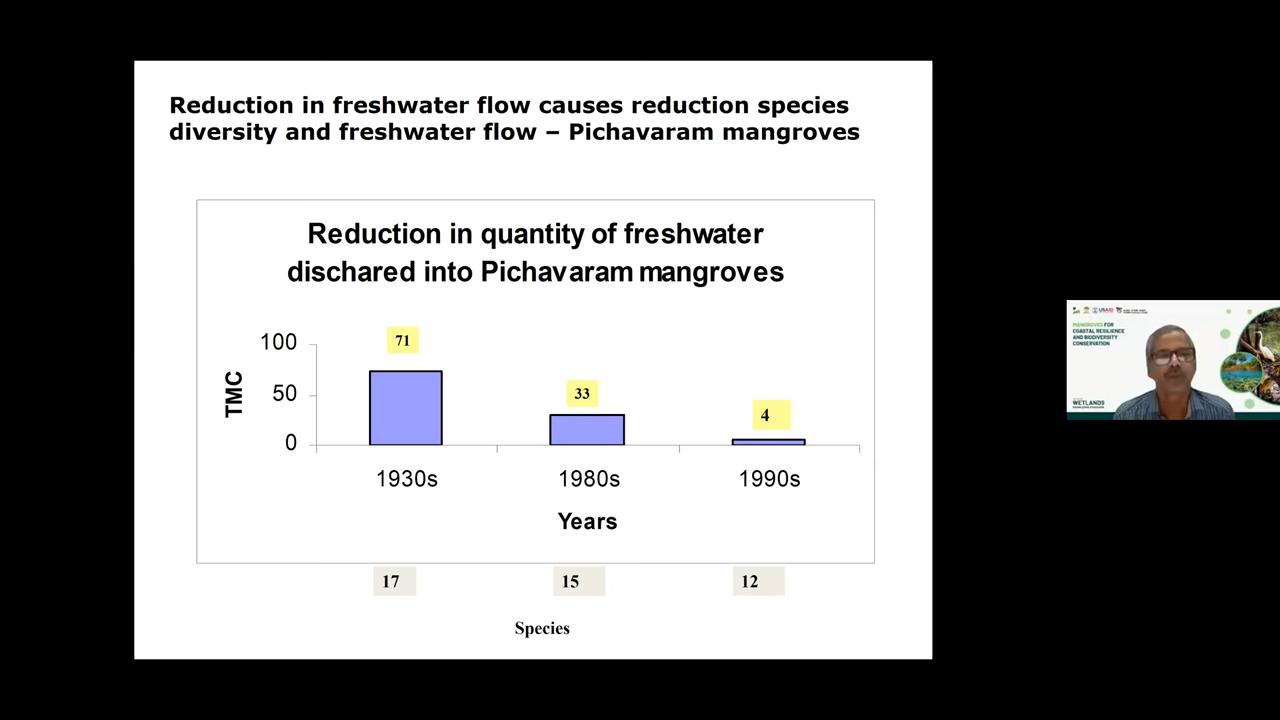 Reduction in freshwater flow causes reduction species
diversity and freshwater flow – Pichavaram mangroves
Reduction in quantity of freshwater
dischared into Pichavaram mangroves
TMC
100
50
0
71
33
4
1930s
1980s
1990s
Years
17
15
12
Species
USAID
MANGROVES FOR
COASTAL RESILIENCE
AND BIODIVERSITY
CONSERVATION
WETLANDS